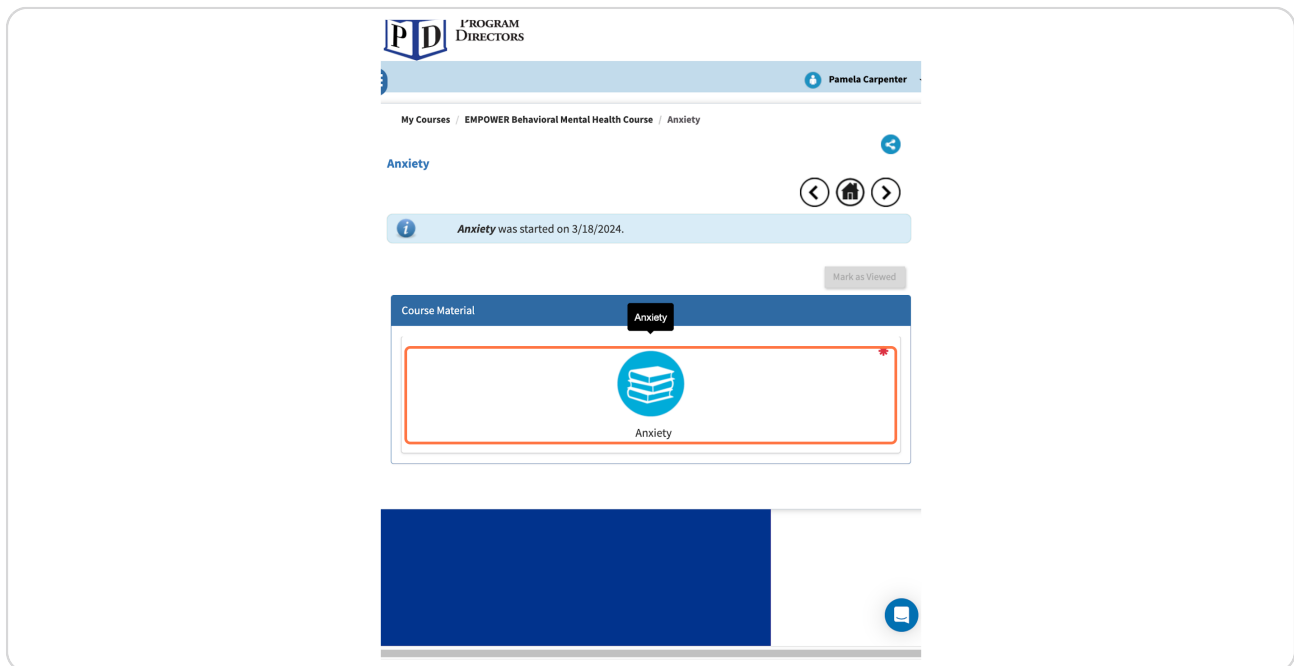 PROGRAM
PD DIRECTORS
Pamela Carpenter
My Courses / EMPOWER Behavioral Mental Health Course / Anxiety
Anxiety
Anxiety was started on 3/18/2024.
Mark as Viewed
Course Material
Anxiety
Anxiety